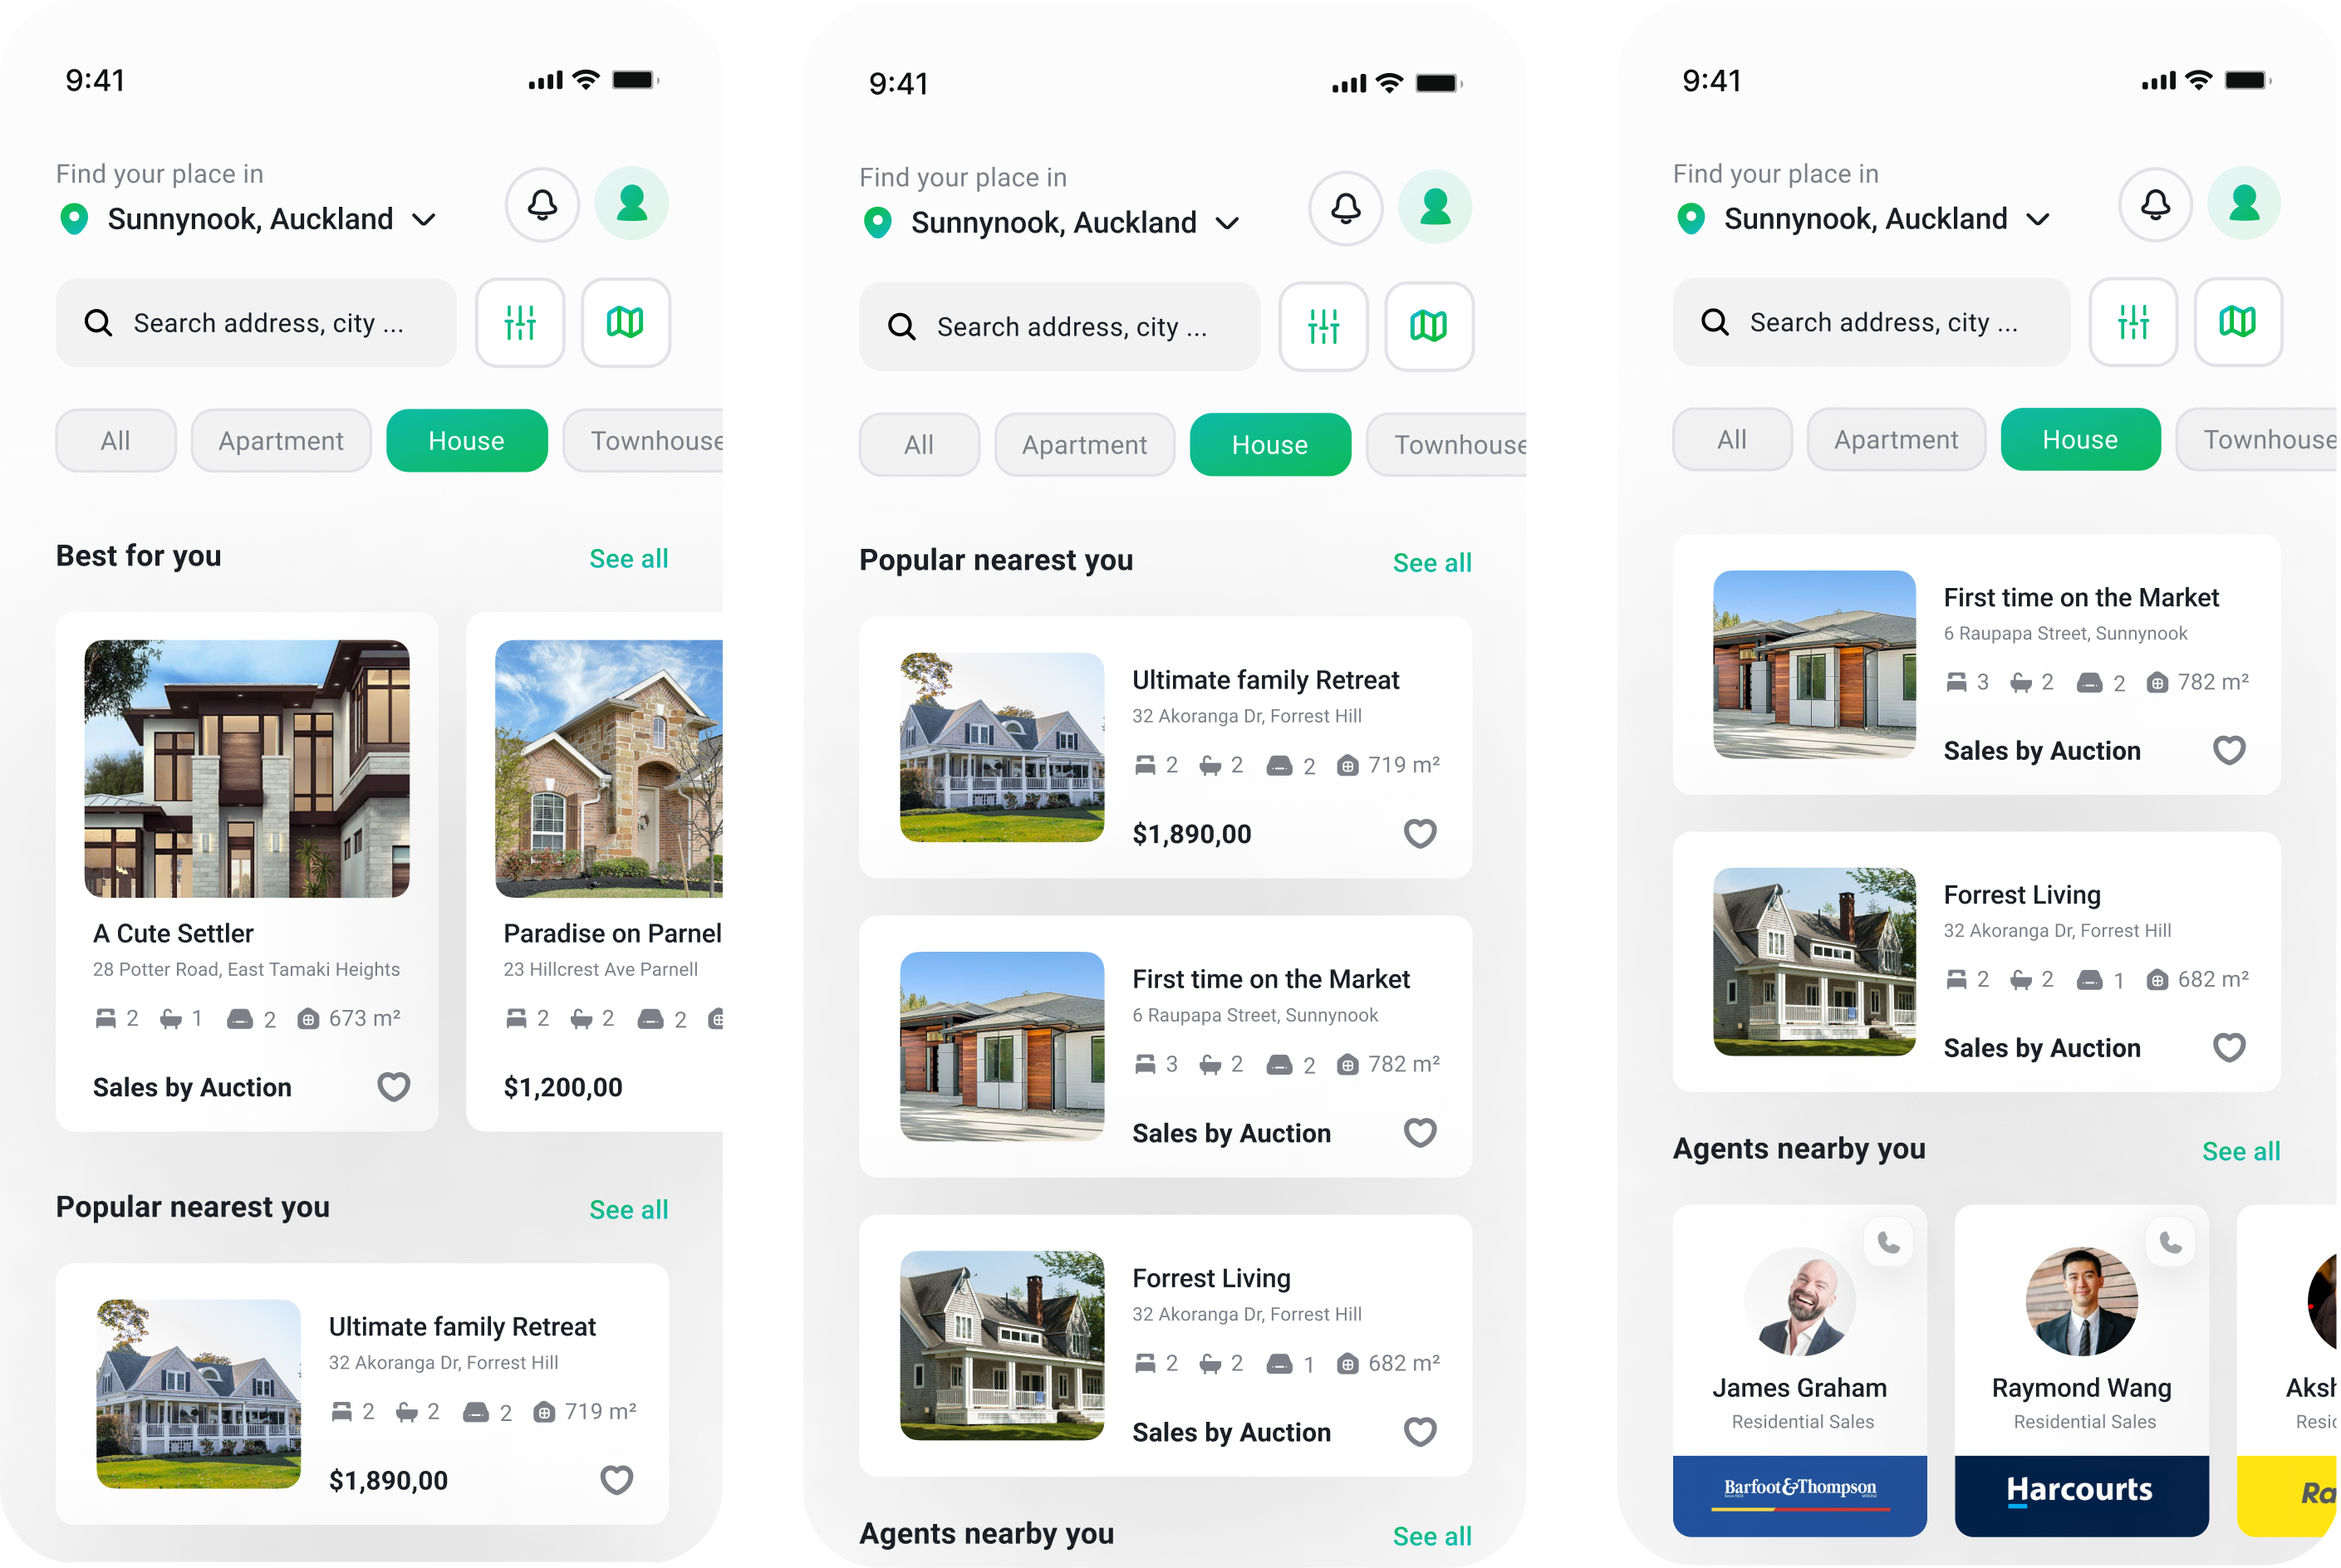 9:41
Find your place in
Sunnynook, Auckland
Search address, city ...
All Apartment House Townhouse
Best for you See all
A Cute Settler
28 Potter Road, East Tamaki Heights
2 1 2 673 m²
Sales by Auction
Paradise on Parnel
23 Hillcrest Ave Parnell
2 2 2
$1,200,00
Popular nearest you See all
Ultimate family Retreat
32 Akoranga Dr, Forrest Hill
2 2 2 719 m²
$1,890,00
9:41
Find your place in
Sunnynook, Auckland
Search address, city ...
All Apartment House Townhouse
Popular nearest you See all
Ultimate family Retreat
32 Akoranga Dr, Forrest Hill
2 2 2 719 m²
$1,890,00
First time on the Market
6 Raupapa Street, Sunnynook
3 2 2 782 m²
Sales by Auction
Forrest Living
32 Akoranga Dr, Forrest Hill
2 2 1 682 m²
Sales by Auction
Agents nearby you See all
9:41
Find your place in
Sunnynook, Auckland
Search address, city ...
All Apartment House Townhouse
First time on the Market
6 Raupapa Street, Sunnynook
3 2 2 782 m²
Sales by Auction
Forrest Living
32 Akoranga Dr, Forrest Hill
2 2 1 682 m²
Sales by Auction
Agents nearby you See all
James Graham
Residential Sales
Barfoot&Thompson
Raymond Wang
Residential Sales
Harcourts
Aksh
Resid
Ra